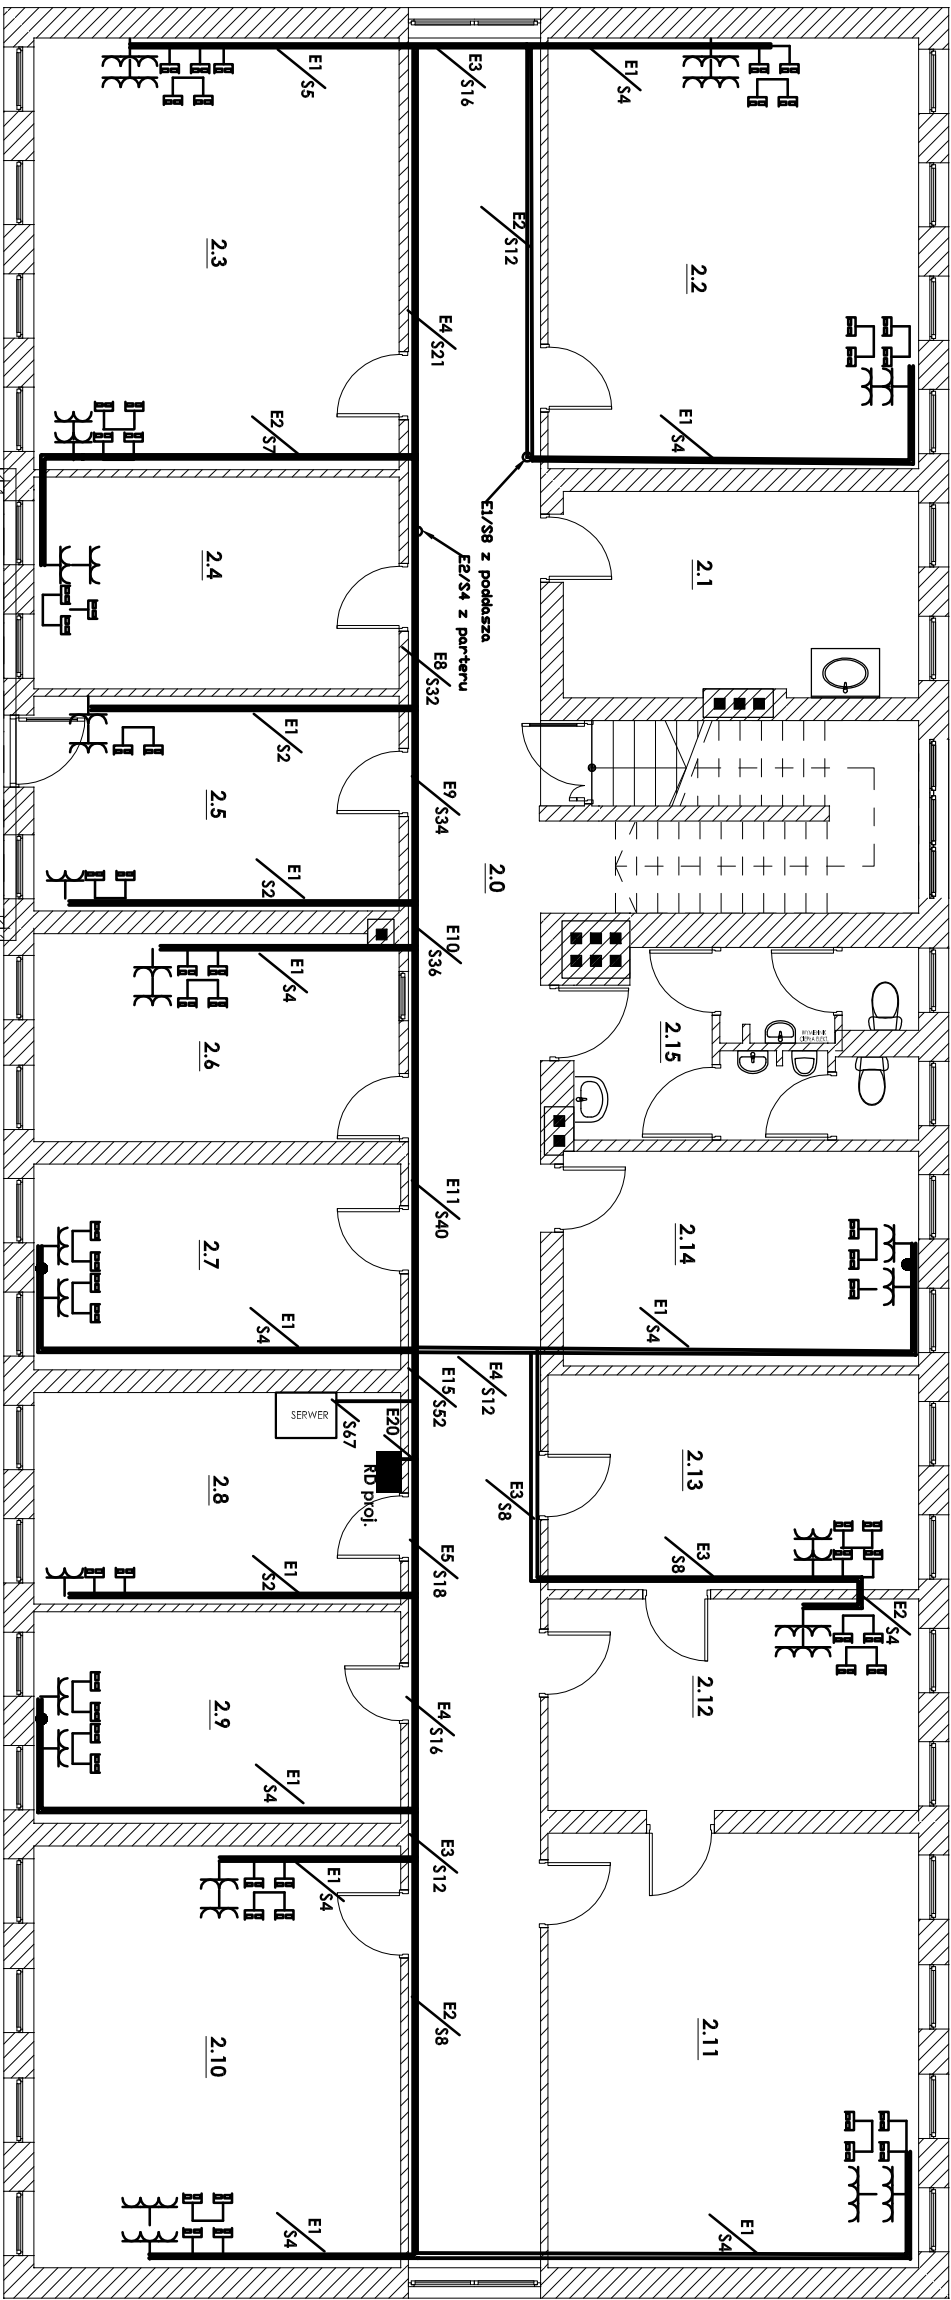 E1
S5
E3
S16
E1
S4
2.3
E2
S12
2.2
E4
S21
E2
S7
E1
S4
2.4
E1/S8 z poddasza
E2/S4 z parteru
2.1
E8
S32
E1
S2
2.5
E9
S34
2.0
E1
S2
E10
S36
E1
S4
2.6
2.15
E11
S40
2.7
2.14
E1
S4
E1
S4
E4
S12
E15
S52
SERWER
S67
E20
RD proj.
2.8
E3
S8
2.13
E5
S18
E1
S2
E3
S8
E2
S4
2.9
E4
S16
2.12
E1
S4
E3
S12
E1
S4
2.10
E2
S8
2.11
E1
S4
E1
S4